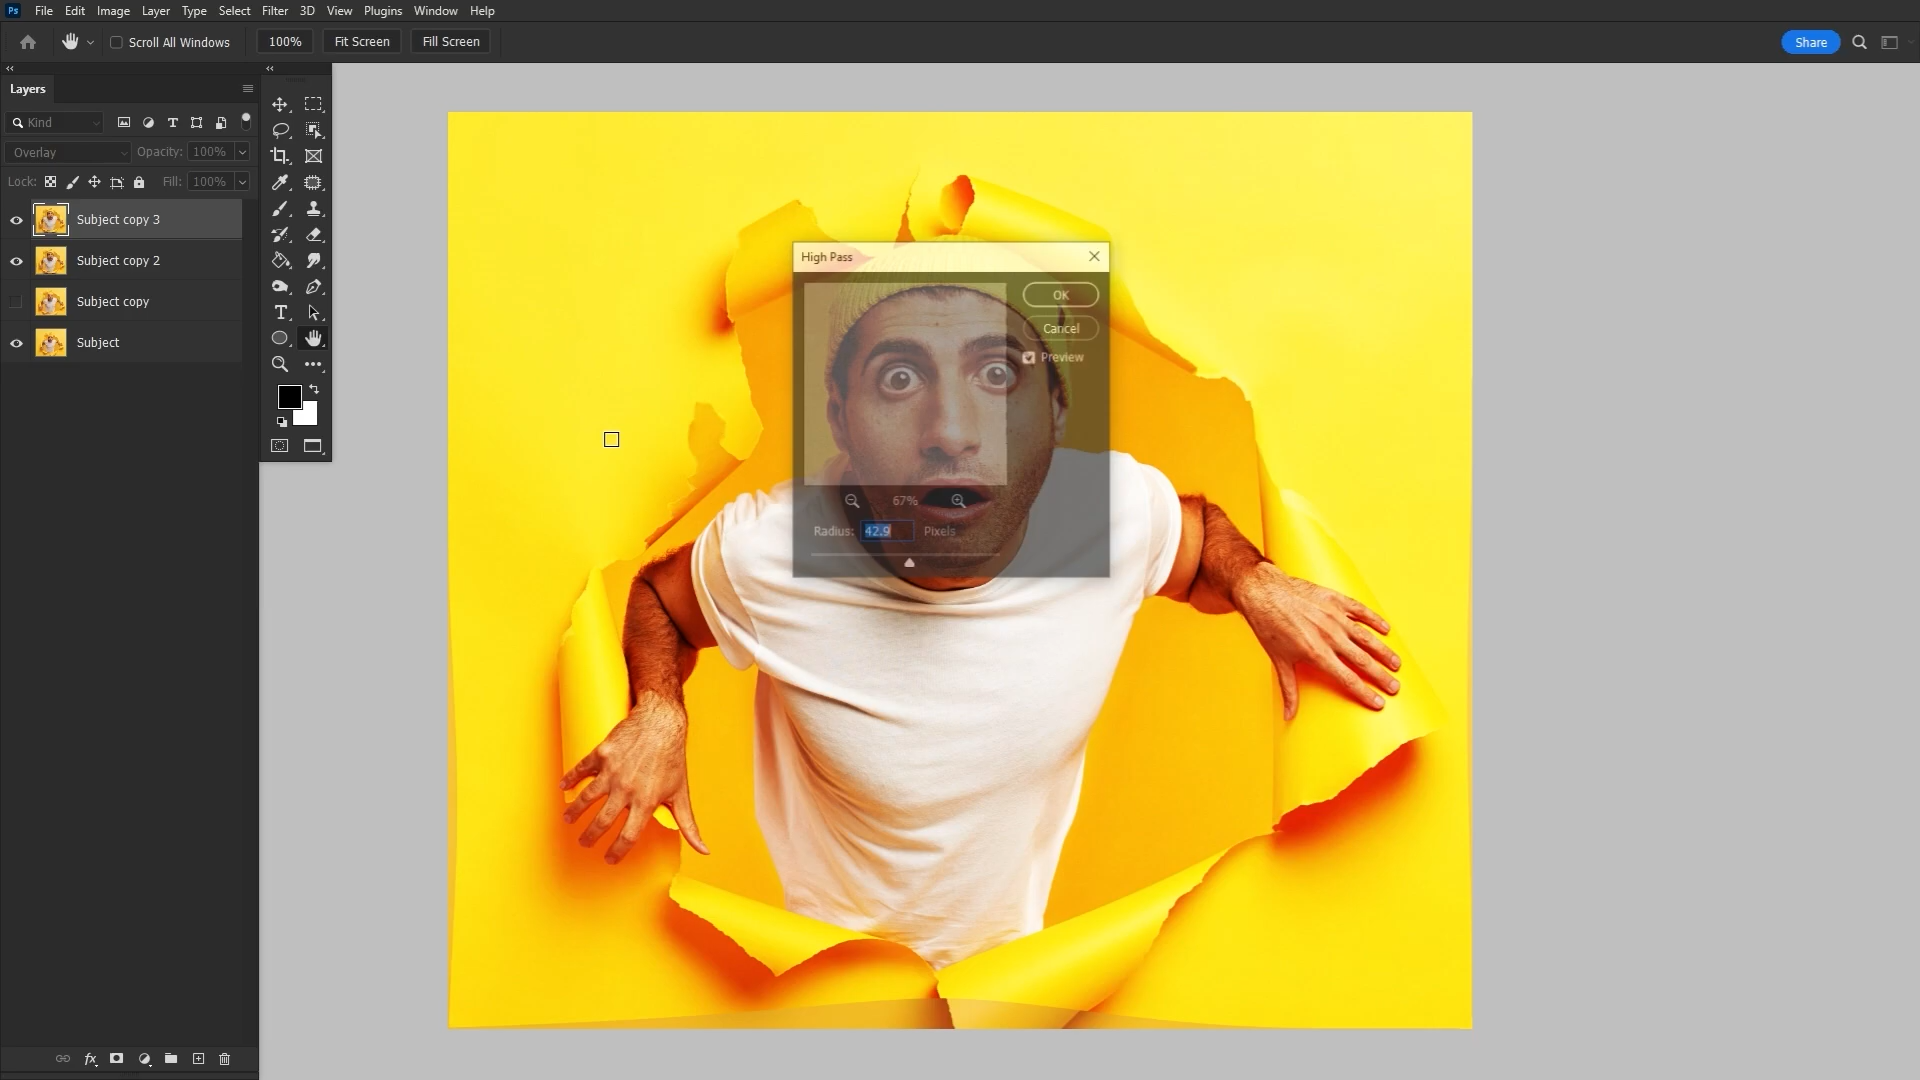 Ps File Edit Image Layer Type Select Filter 3D View Plugins Window Help
Scroll All Windows 100% Fit Screen Fill Screen Share
Layers
Kind
Overlay Opacity: 100%
Lock: Fill: 100%
Subject copy 3
Subject copy 2
Subject copy
Subject
High Pass
OK
Cancel
Preview
67%
Radius: 42.9 Pixels
fx